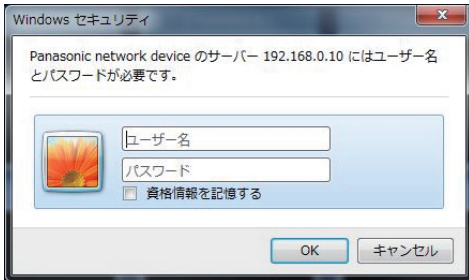 Windows セキュリティ
Panasonic network device のサーバー 192.168.0.10 にはユーザー名
とパスワードが必要です。
ユーザー名
パスワード
資格情報を記憶する
OK キャンセル